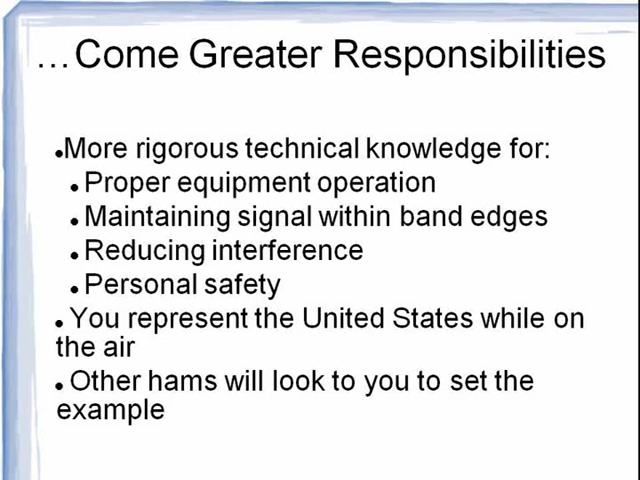 ...Come Greater Responsibilities
●More rigorous technical knowledge for:
● Proper equipment operation
● Maintaining signal within band edges
● Reducing interference
● Personal safety
● You represent the United States while on
the air
● Other hams will look to you to set the
example